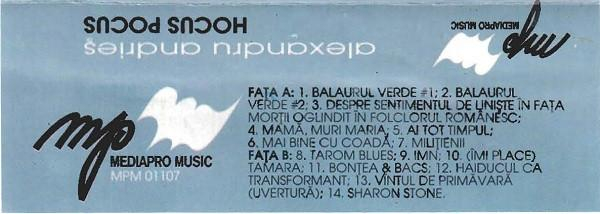 HOCUS POCUS
alexandru andrieș
mp
MEDIAPRO MUSIC
mp
MEDIAPRO MUSIC
MPM 01107
FAȚA A: 1. BALAURUL VERDE #1; 2. BALAURUL
VERDE #2; 3. DESPRE SENTIMENTUL DE LINIȘTE ÎN FAȚA
MORȚII OGLINDIT ÎN FOLCLORUL ROMÂNESC;
4. MAMĂ, MURI MARIA; 5. AI TOT TIMPUL;
6. MAI BINE CU COADĂ; 7. MILIȚIENII
FAȚA B: 8. TAROM BLUES; 9. IMN; 10. (ÎMI PLACE)
TAMARA; 11. BONȚEA & BACS; 12. HAIDUCUL CA
TRANSFORMANT; 13. VÎNTUL DE PRIMĂVARĂ
(UVERTURĂ); 14. SHARON STONE.